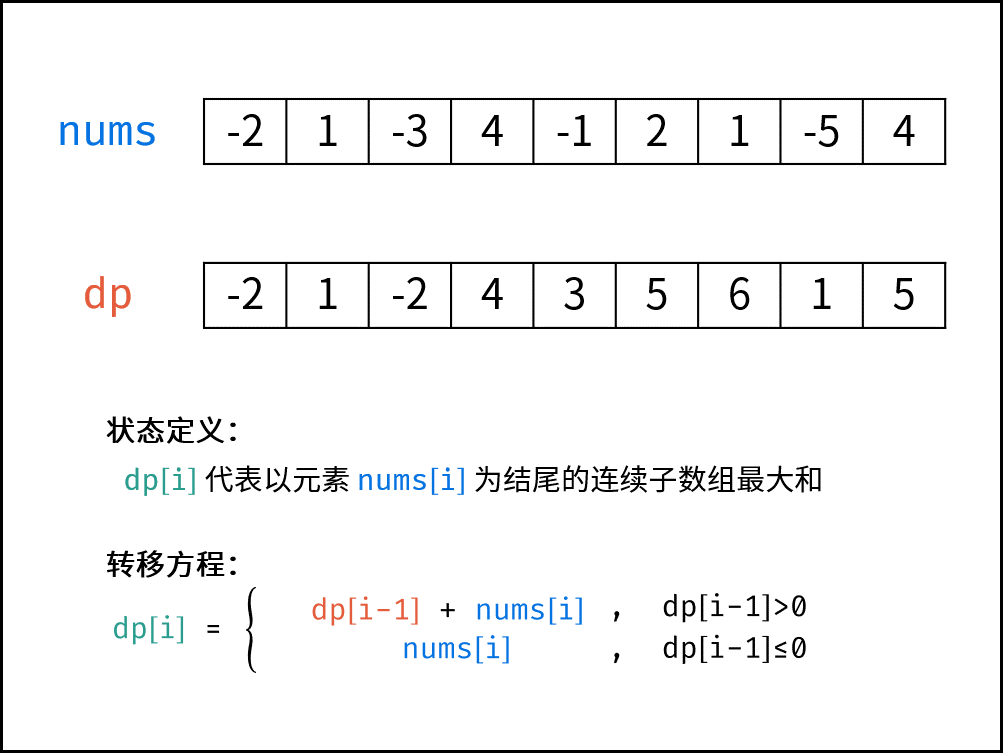 nums -2 1 -3 4 -1 2 1 -5 4
dp -2 1 -2 4 3 5 6 1 5
状态定义：
dp[i] 代表以元素 nums[i] 为结尾的连续子数组最大和
转移方程：
dp[i] = { dp[i-1] + nums[i] , dp[i-1]>0
nums[i] , dp[i-1]≤0